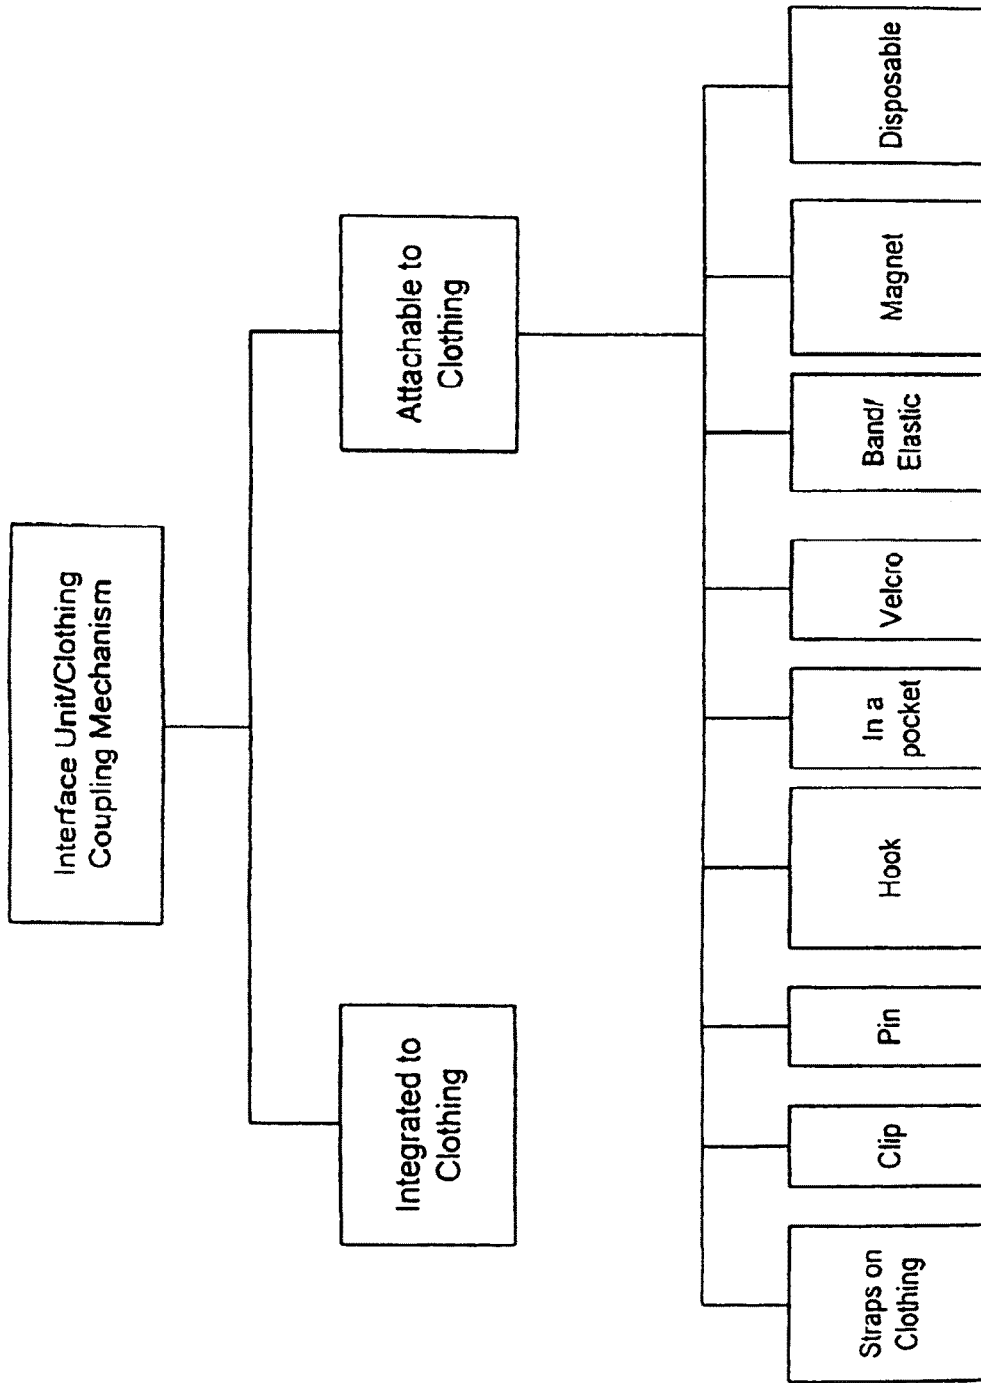 Interface Unit/Clothing
Coupling Mechanism
Integrated to
Clothing
Attachable to
Clothing
Straps on
Clothing
Clip
Pin
Hook
In a
pocket
Velcro
Band/
Elastic
Magnet
Disposable